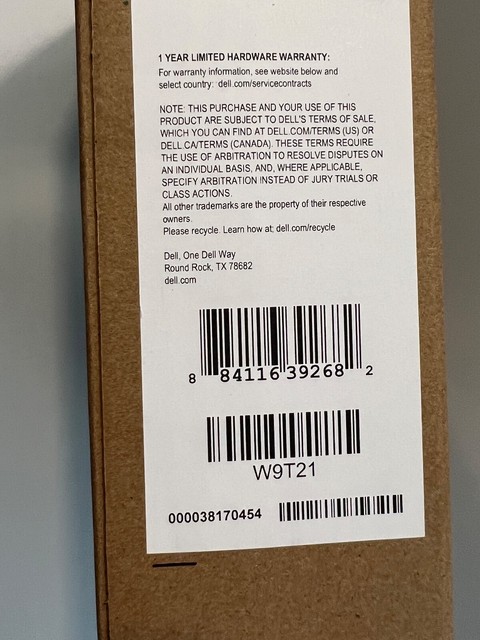 1 YEAR LIMITED HARDWARE WARRANTY:
For warranty information, see website below and
select country: dell.com/servicecontracts
NOTE: THIS PURCHASE AND YOUR USE OF THIS
PRODUCT ARE SUBJECT TO DELL'S TERMS OF SALE,
WHICH YOU CAN FIND AT DELL.COM/TERMS (US) OR
DELL.CA/TERMS (CANADA). THESE TERMS REQUIRE
THE USE OF ARBITRATION TO RESOLVE DISPUTES ON
AN INDIVIDUAL BASIS, AND, WHERE APPLICABLE,
SPECIFY ARBITRATION INSTEAD OF JURY TRIALS OR
CLASS ACTIONS.
All other trademarks are the property of their respective
owners.
Please recycle. Learn how at: dell.com/recycle
Dell, One Dell Way
Round Rock, TX 78682
dell.com
8 84116 39268 2
W9T21
000038170454